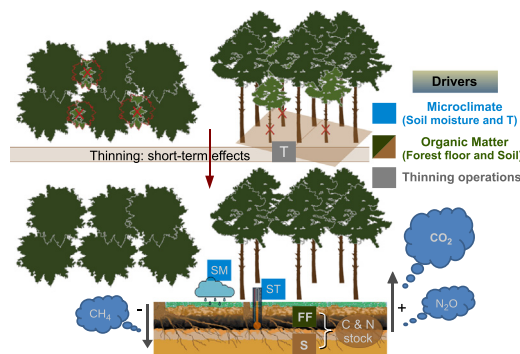 Drivers
Microclimate
(Soil moisture and T)
Organic Matter
(Forest floor and Soil)
Thinning operations
Thinning: short-term effects
T
SM
ST
CO2
CH4
-
+
N2O
FF
C & N
stock
S